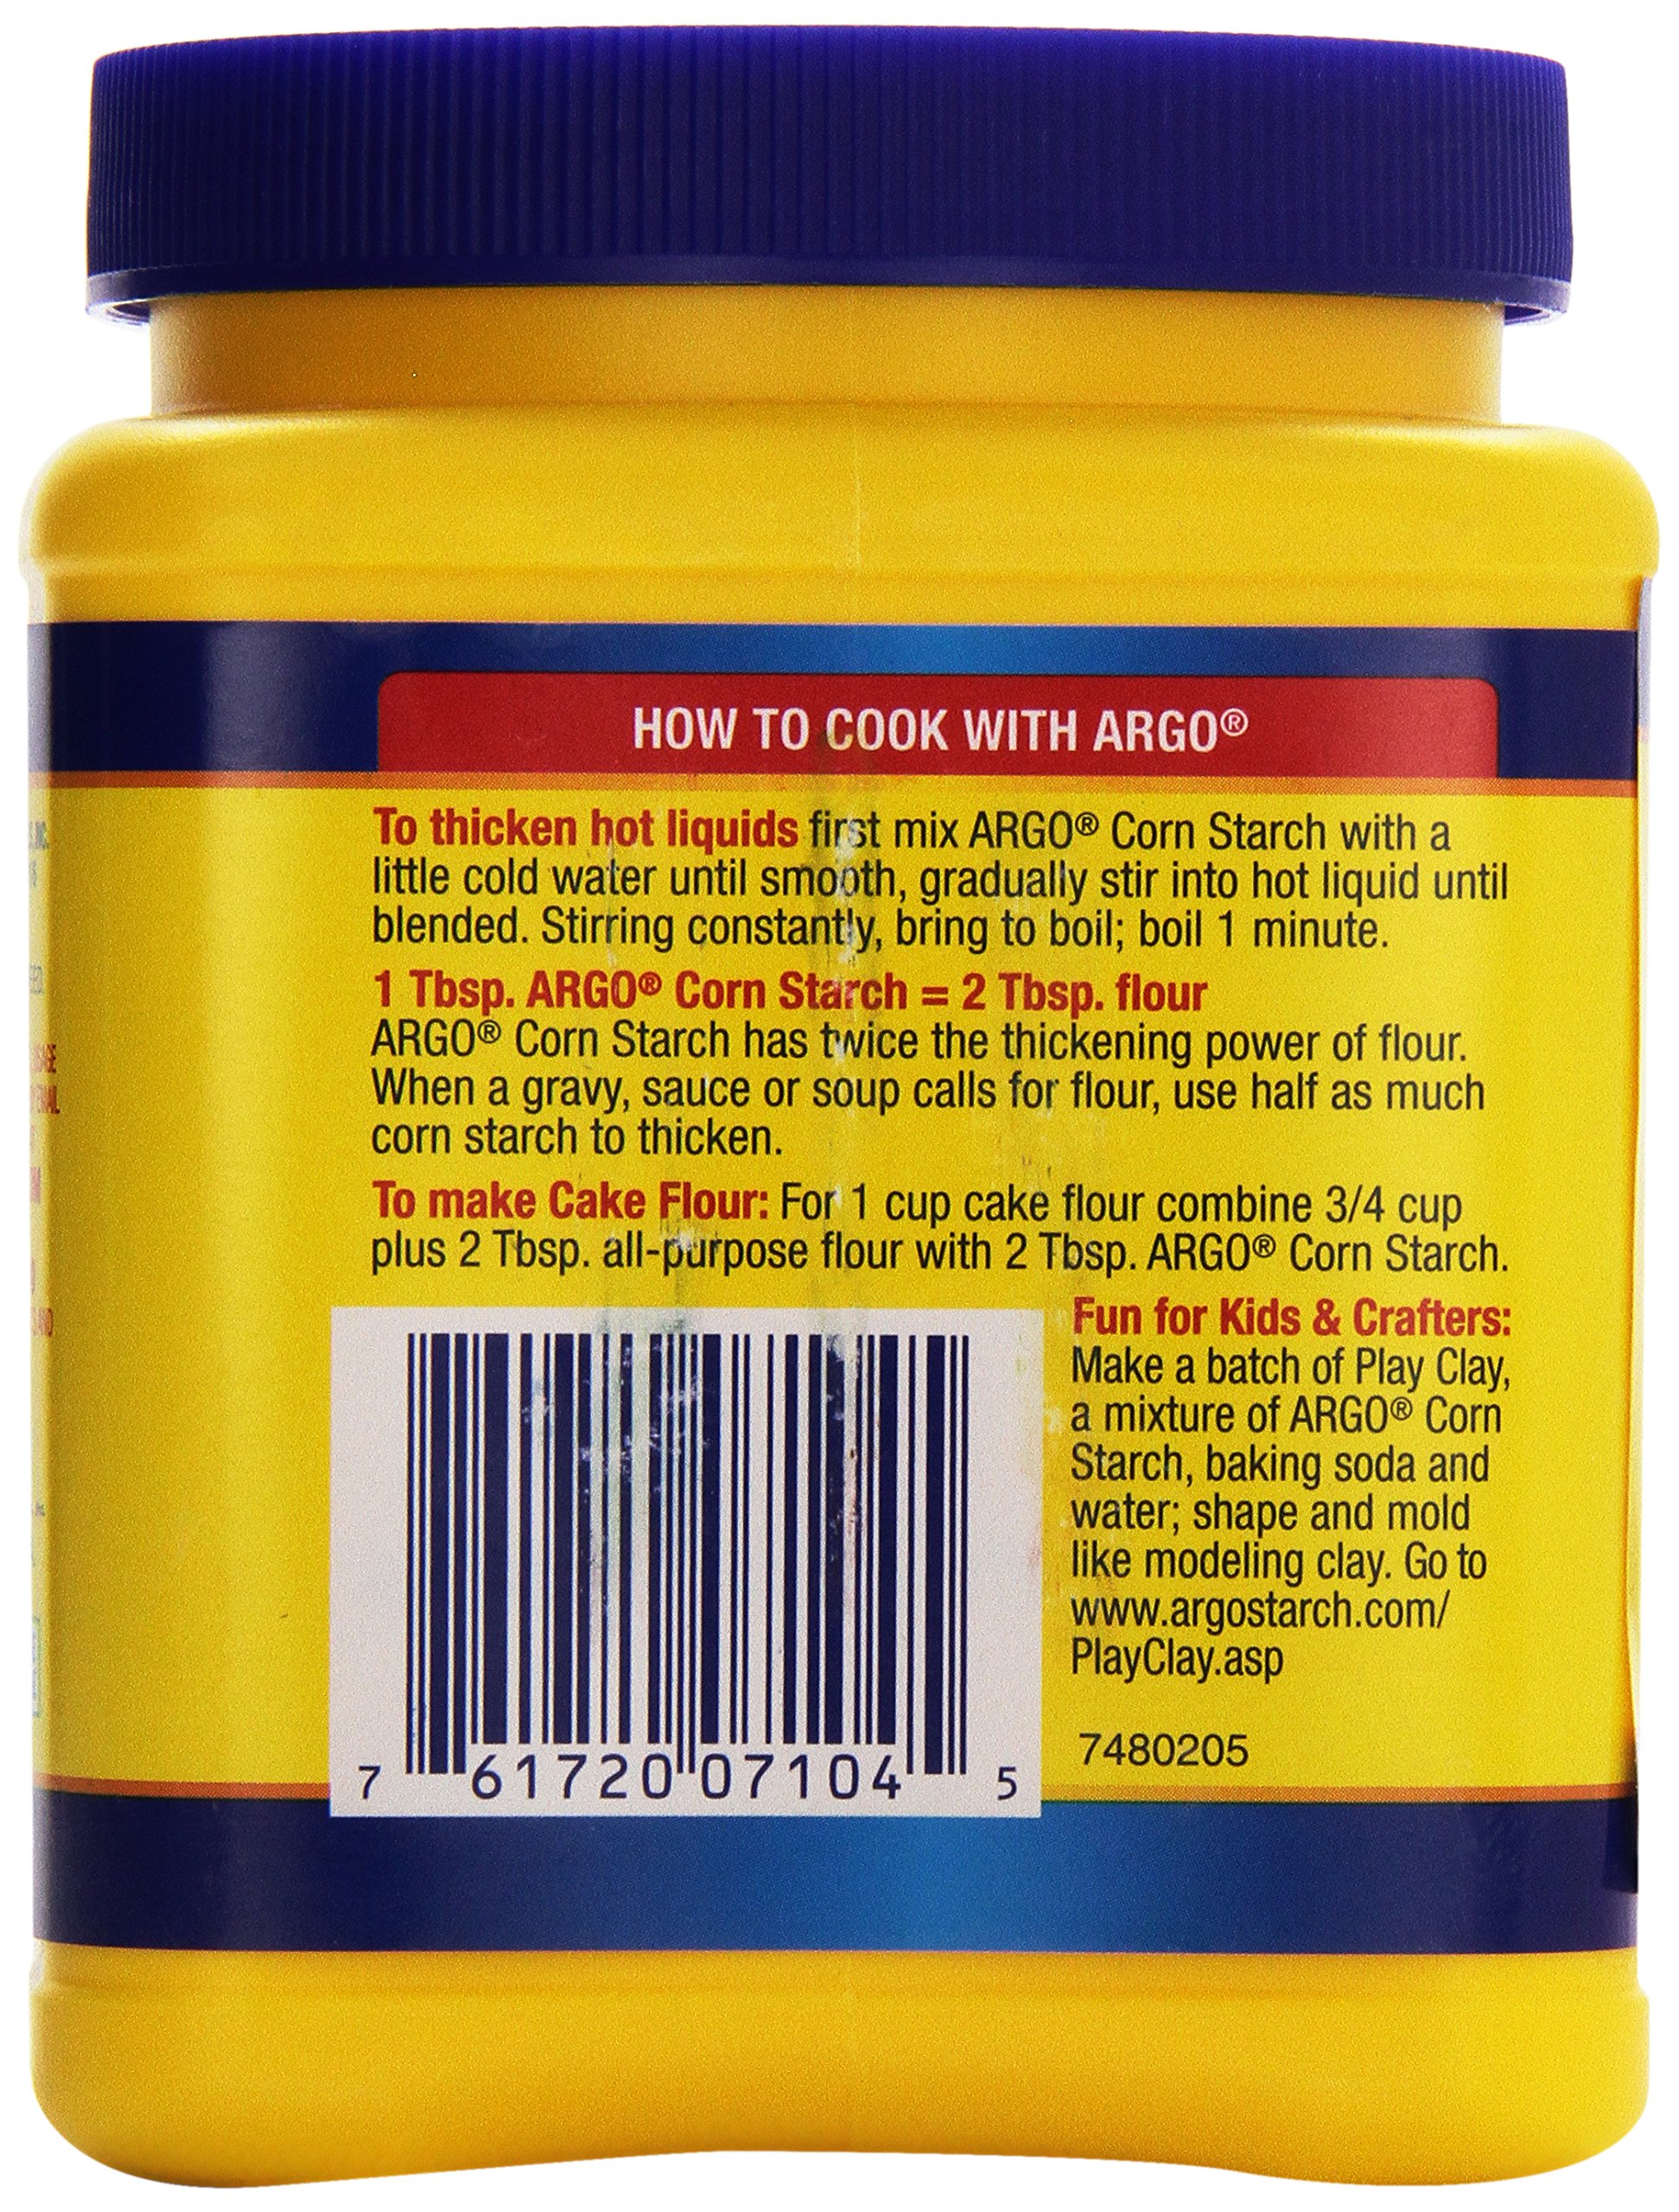 HOW TO COOK WITH ARGO®
To thicken hot liquids first mix ARGO® Corn Starch with a
little cold water until smooth, gradually stir into hot liquid until
blended. Stirring constantly, bring to boil; boil 1 minute.
1 Tbsp. ARGO® Corn Starch = 2 Tbsp. flour
ARGO® Corn Starch has twice the thickening power of flour.
When a gravy, sauce or soup calls for flour, use half as much
corn starch to thicken.
To make Cake Flour: For 1 cup cake flour combine 3/4 cup
plus 2 Tbsp. all-purpose flour with 2 Tbsp. ARGO® Corn Starch.
Fun for Kids & Crafters:
Make a batch of Play Clay,
a mixture of ARGO® Corn
Starch, baking soda and
water; shape and mold
like modeling clay. Go to
www.argostarch.com/
PlayClay.asp
7480205
7 61720 07104 5